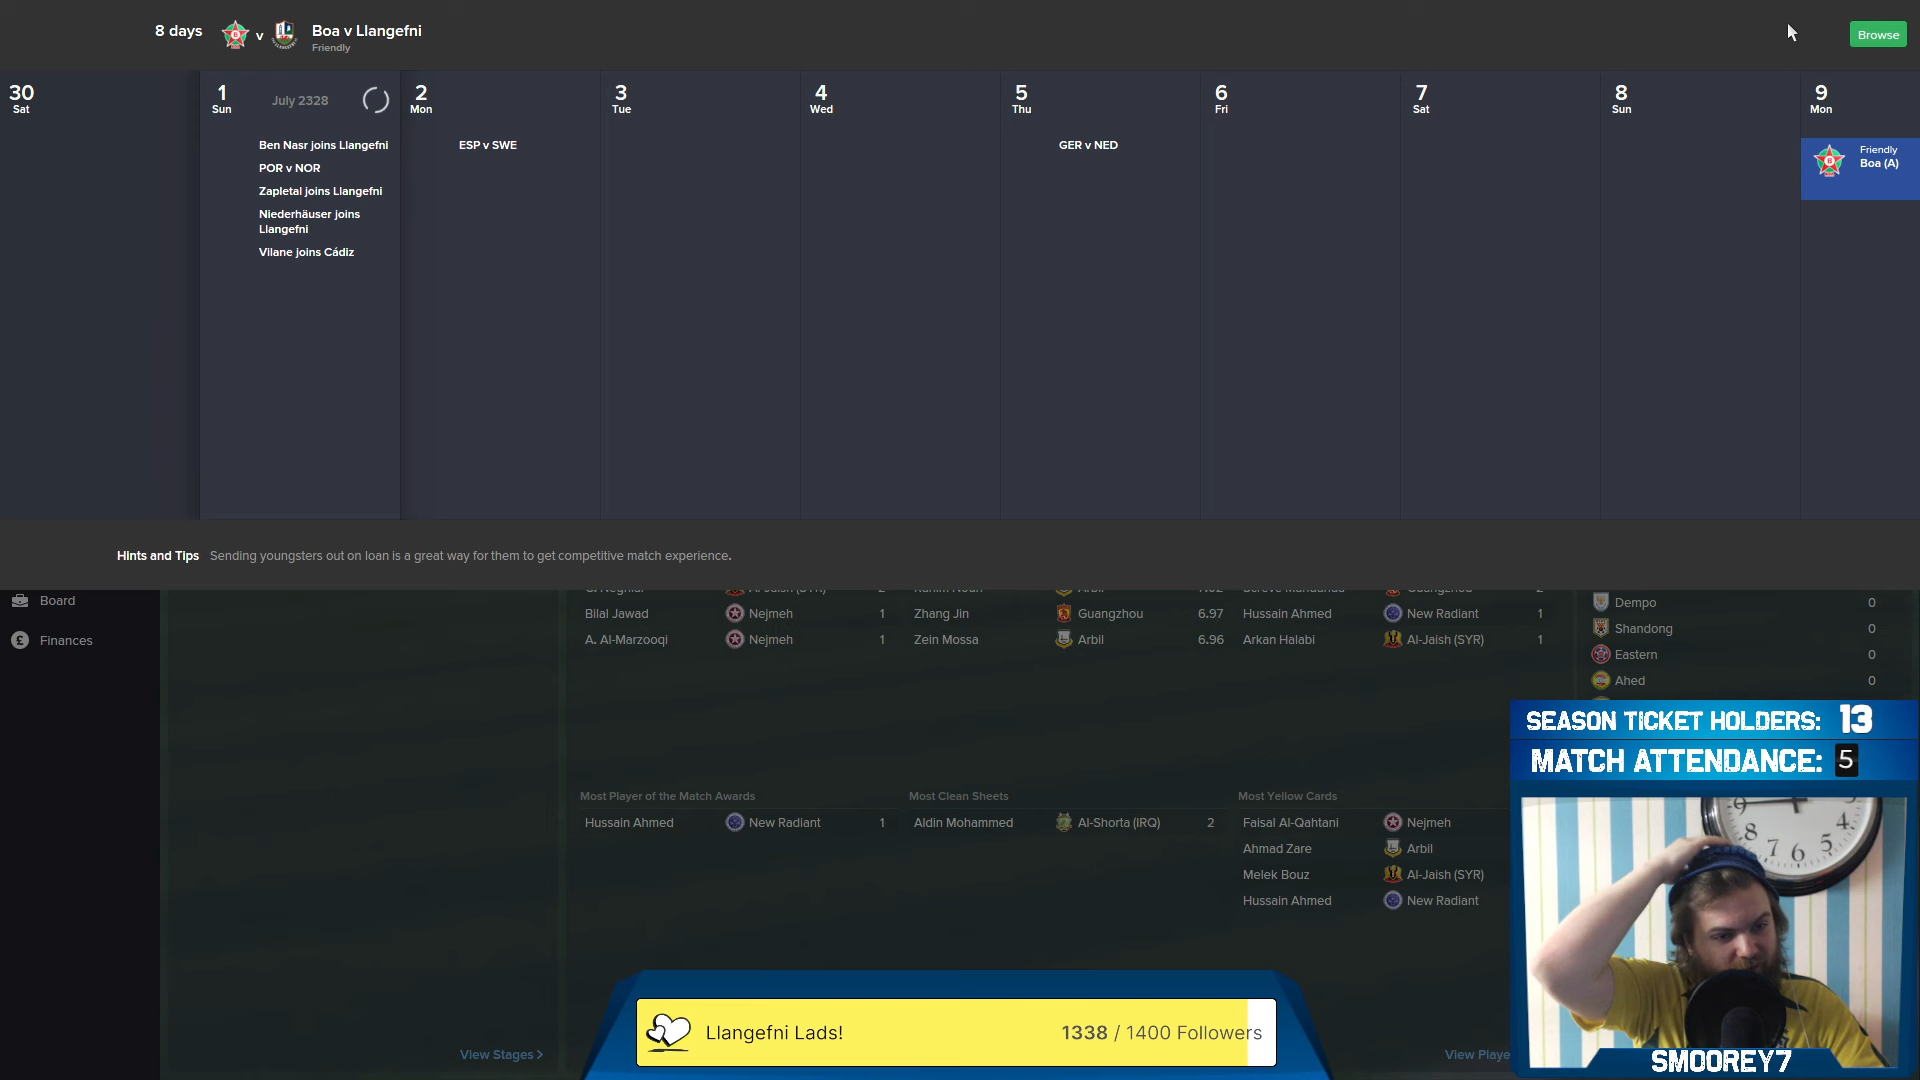 8 days
v
Boa v Llangefni
Friendly
Browse
30
Sat
1
Sun
July 2328
2
Mon
3
Tue
4
Wed
5
Thu
6
Fri
7
Sat
8
Sun
9
Mon
Ben Nasr joins Llangefni
POR v NOR
Zapletal joins Llangefni
Niederhäuser joins
Llangefni
Vilane joins Cádiz
ESP v SWE
GER v NED
Friendly
Boa (A)
Hints and Tips Sending youngsters out on loan is a great way for them to get competitive match experience.
Board
Finances
Bilal Jawad Nejmeh 1 Zhang Jin Guangzhou 6.97 Hussain Ahmed New Radiant 1
A. Al-Marzooqi Nejmeh 1 Zein Mossa Arbil 6.96 Arkan Halabi Al-Jaish (SYR) 1
Dempo 0
Shandong 0
Eastern 0
Ahed 0
SEASON TICKET HOLDERS: 13
MATCH ATTENDANCE: 5
Most Player of the Match Awards Most Clean Sheets Most Yellow Cards
Hussain Ahmed New Radiant 1 Aldin Mohammed Al-Shorta (IRQ) 2 Faisal Al-Qahtani Nejmeh
Ahmad Zare Arbil
Melek Bouz Al-Jaish (SYR)
Hussain Ahmed New Radiant
9 4 8 7 6 5
Llangefni Lads! 1338 / 1400 Followers
View Stages >
View Playe
SMOOREY7